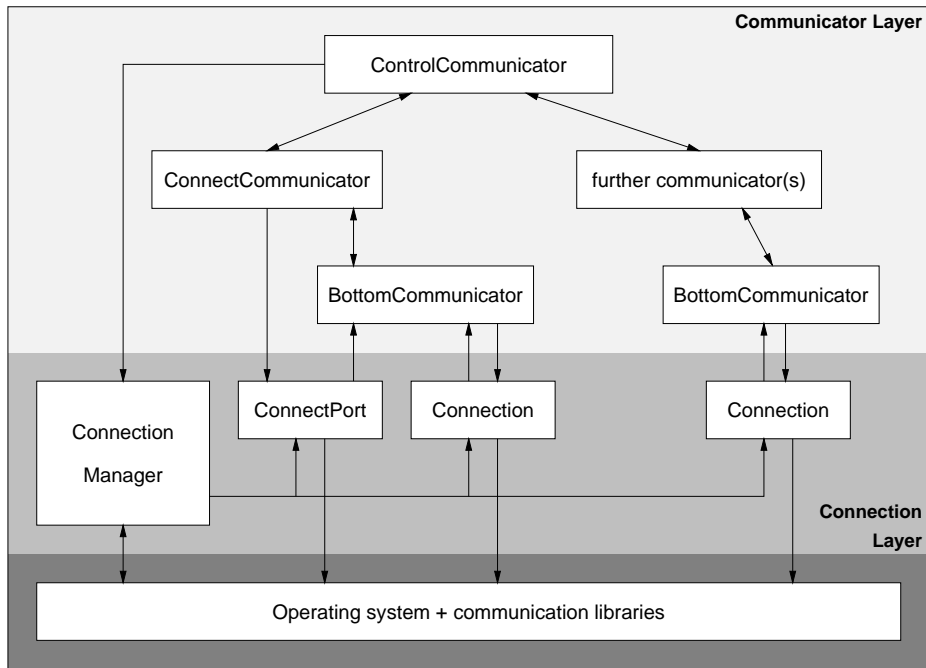 Communicator Layer
ControlCommunicator
ConnectCommunicator
further communicator(s)
BottomCommunicator
BottomCommunicator
Connection
Manager
ConnectPort
Connection
Connection
Connection
Layer
Operating system + communication libraries